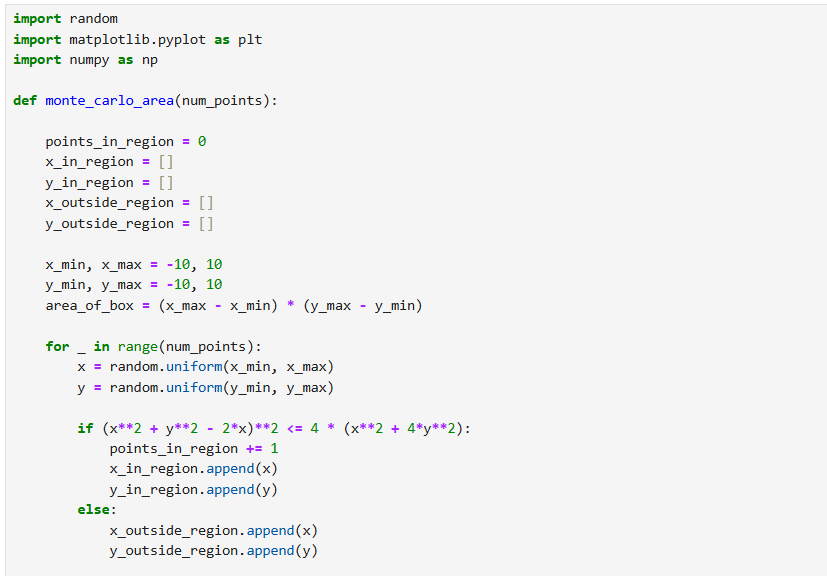 import random
import matplotlib.pyplot as plt
import numpy as np

def monte_carlo_area(num_points):

    points_in_region = 0
    x_in_region = []
    y_in_region = []
    x_outside_region = []
    y_outside_region = []

    x_min, x_max = -10, 10
    y_min, y_max = -10, 10
    area_of_box = (x_max - x_min) * (y_max - y_min)

    for _ in range(num_points):
        x = random.uniform(x_min, x_max)
        y = random.uniform(y_min, y_max)

        if (x**2 + y**2 - 2*x)**2 <= 4 * (x**2 + 4*y**2):
            points_in_region += 1
            x_in_region.append(x)
            y_in_region.append(y)
        else:
            x_outside_region.append(x)
            y_outside_region.append(y)